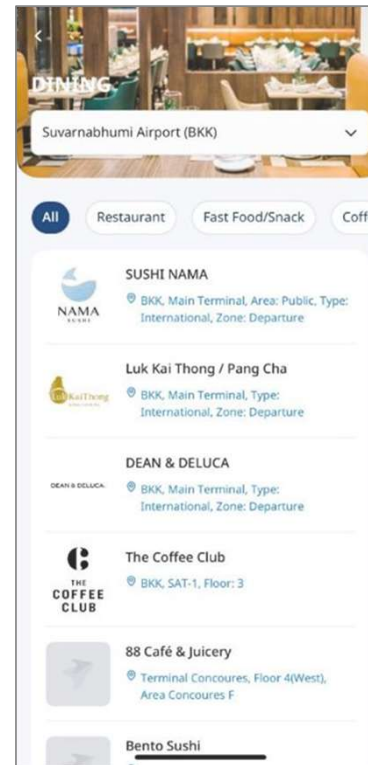 DINING
Suvarnabhumi Airport (BKK)
All
Restaurant
Fast Food/Snack
Coff
NAMA
SUSHI
SUSHI NAMA
BKK, Main Terminal, Area: Public, Type:
International, Zone: Departure
Luk Kai Thong
Luk Kai Thong / Pang Cha
BKK, Main Terminal, Type:
International, Zone: Departure
DEAN & DELUCA
DEAN & DELUCA
BKK, Main Terminal, Type:
International, Zone: Departure
THE
COFFEE
CLUB
The Coffee Club
BKK, SAT-1, Floor: 3
88 Café & Juicery
Terminal Concoures, Floor 4(West),
Area Concoures F
Bento Sushi